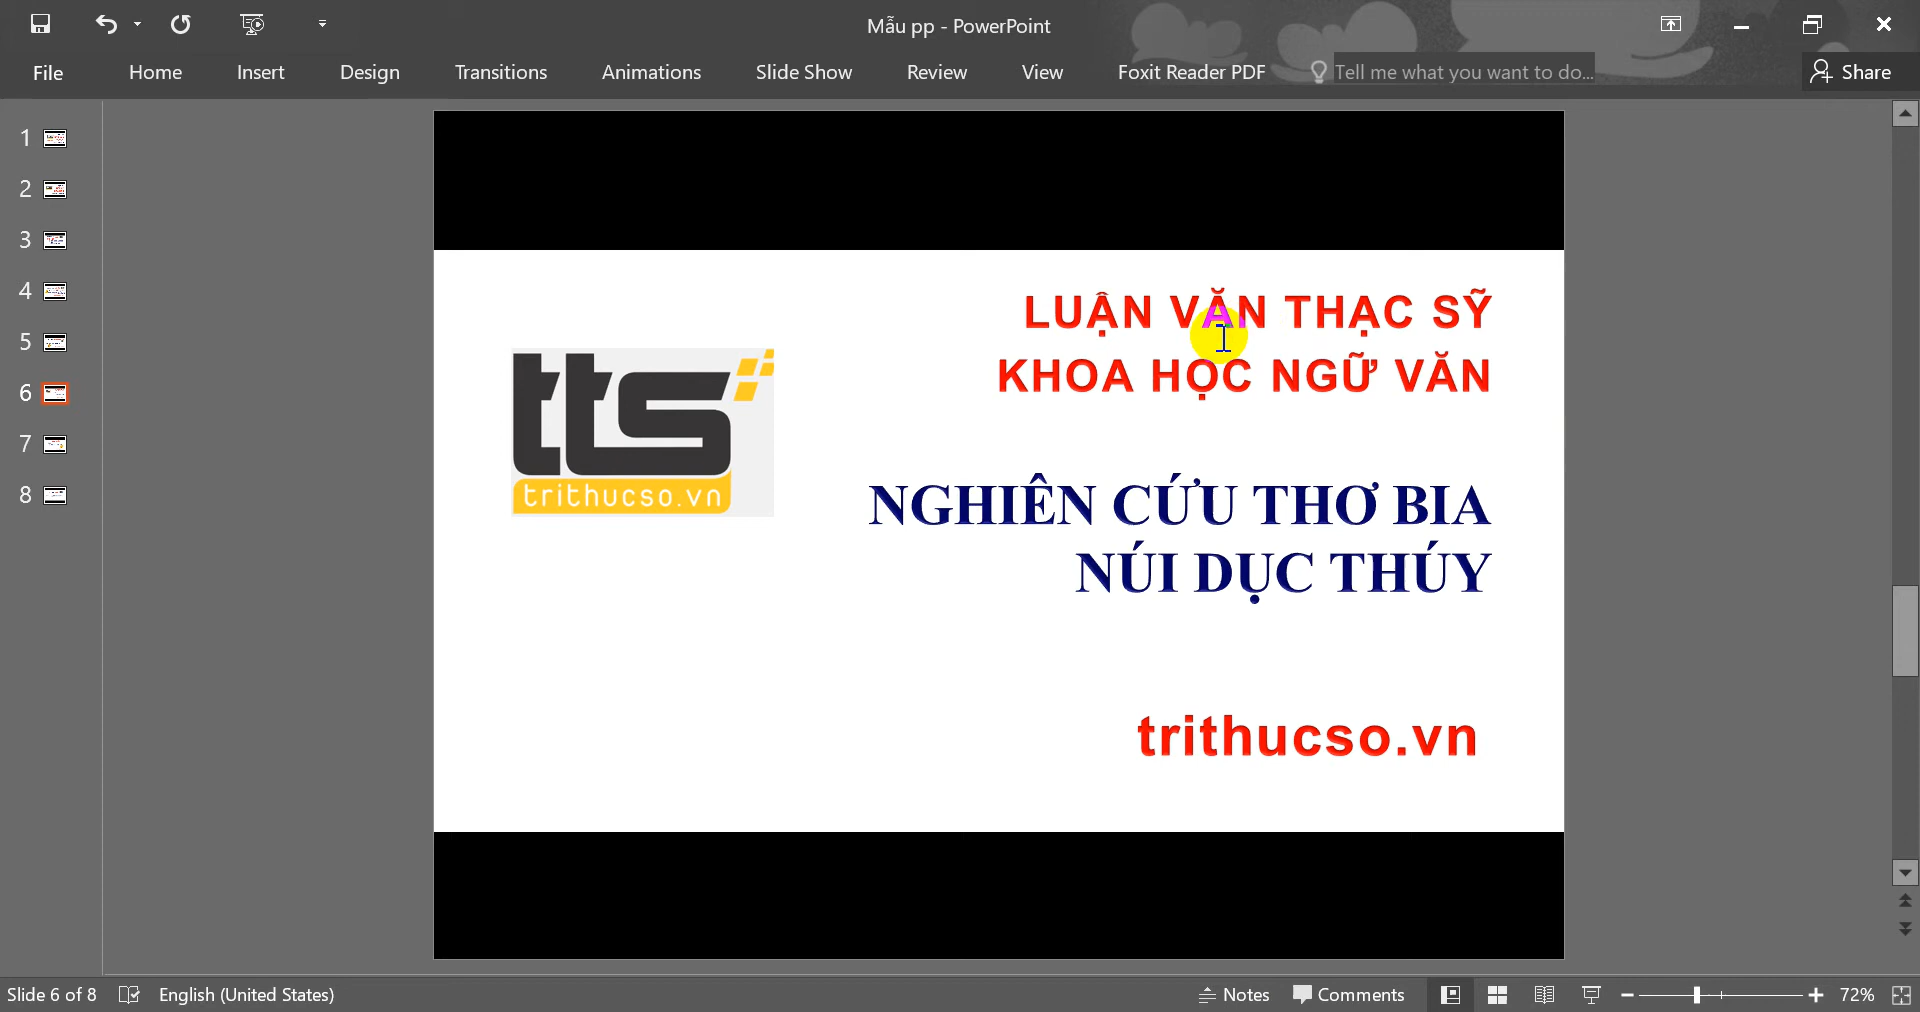 Mẫu pp - PowerPoint
File Home Insert Design Transitions Animations Slide Show Review View Foxit Reader PDF Tell me what you want to do... Share
1
2
3
4
5
6
7
8
LUẬN VĂN THẠC SỸ
KHOA HỌC NGỮ VĂN
tts
trithucso.vn
NGHIÊN CỨU THƠ BIA
NÚI DỤC THÚY
trithucso.vn
Slide 6 of 8 English (United States) Notes Comments 72%